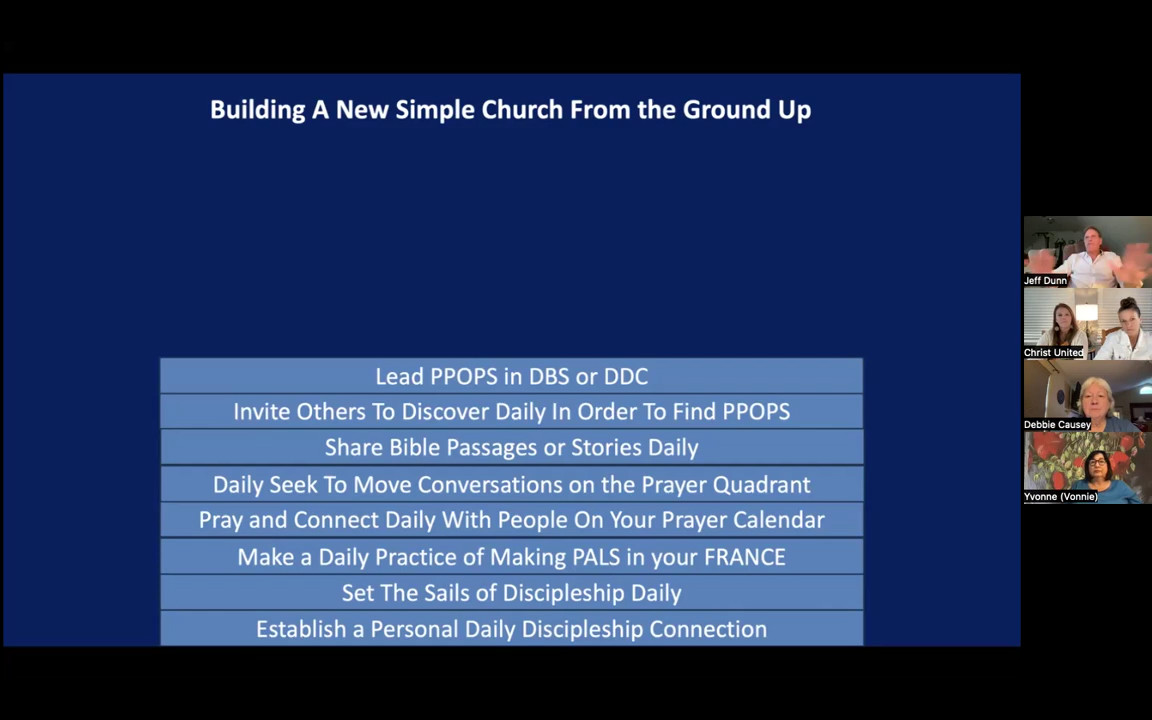 Building A New Simple Church From the Ground Up
Lead PPOPS in DBS or DDC
Invite Others To Discover Daily In Order To Find PPOPS
Share Bible Passages or Stories Daily
Daily Seek To Move Conversations on the Prayer Quadrant
Pray and Connect Daily With People On Your Prayer Calendar
Make a Daily Practice of Making PALS in your FRANCE
Set The Sails of Discipleship Daily
Establish a Personal Daily Discipleship Connection
Jeff Dunn
Christ United
Debbie Causey
Yvonne (Vonnie)